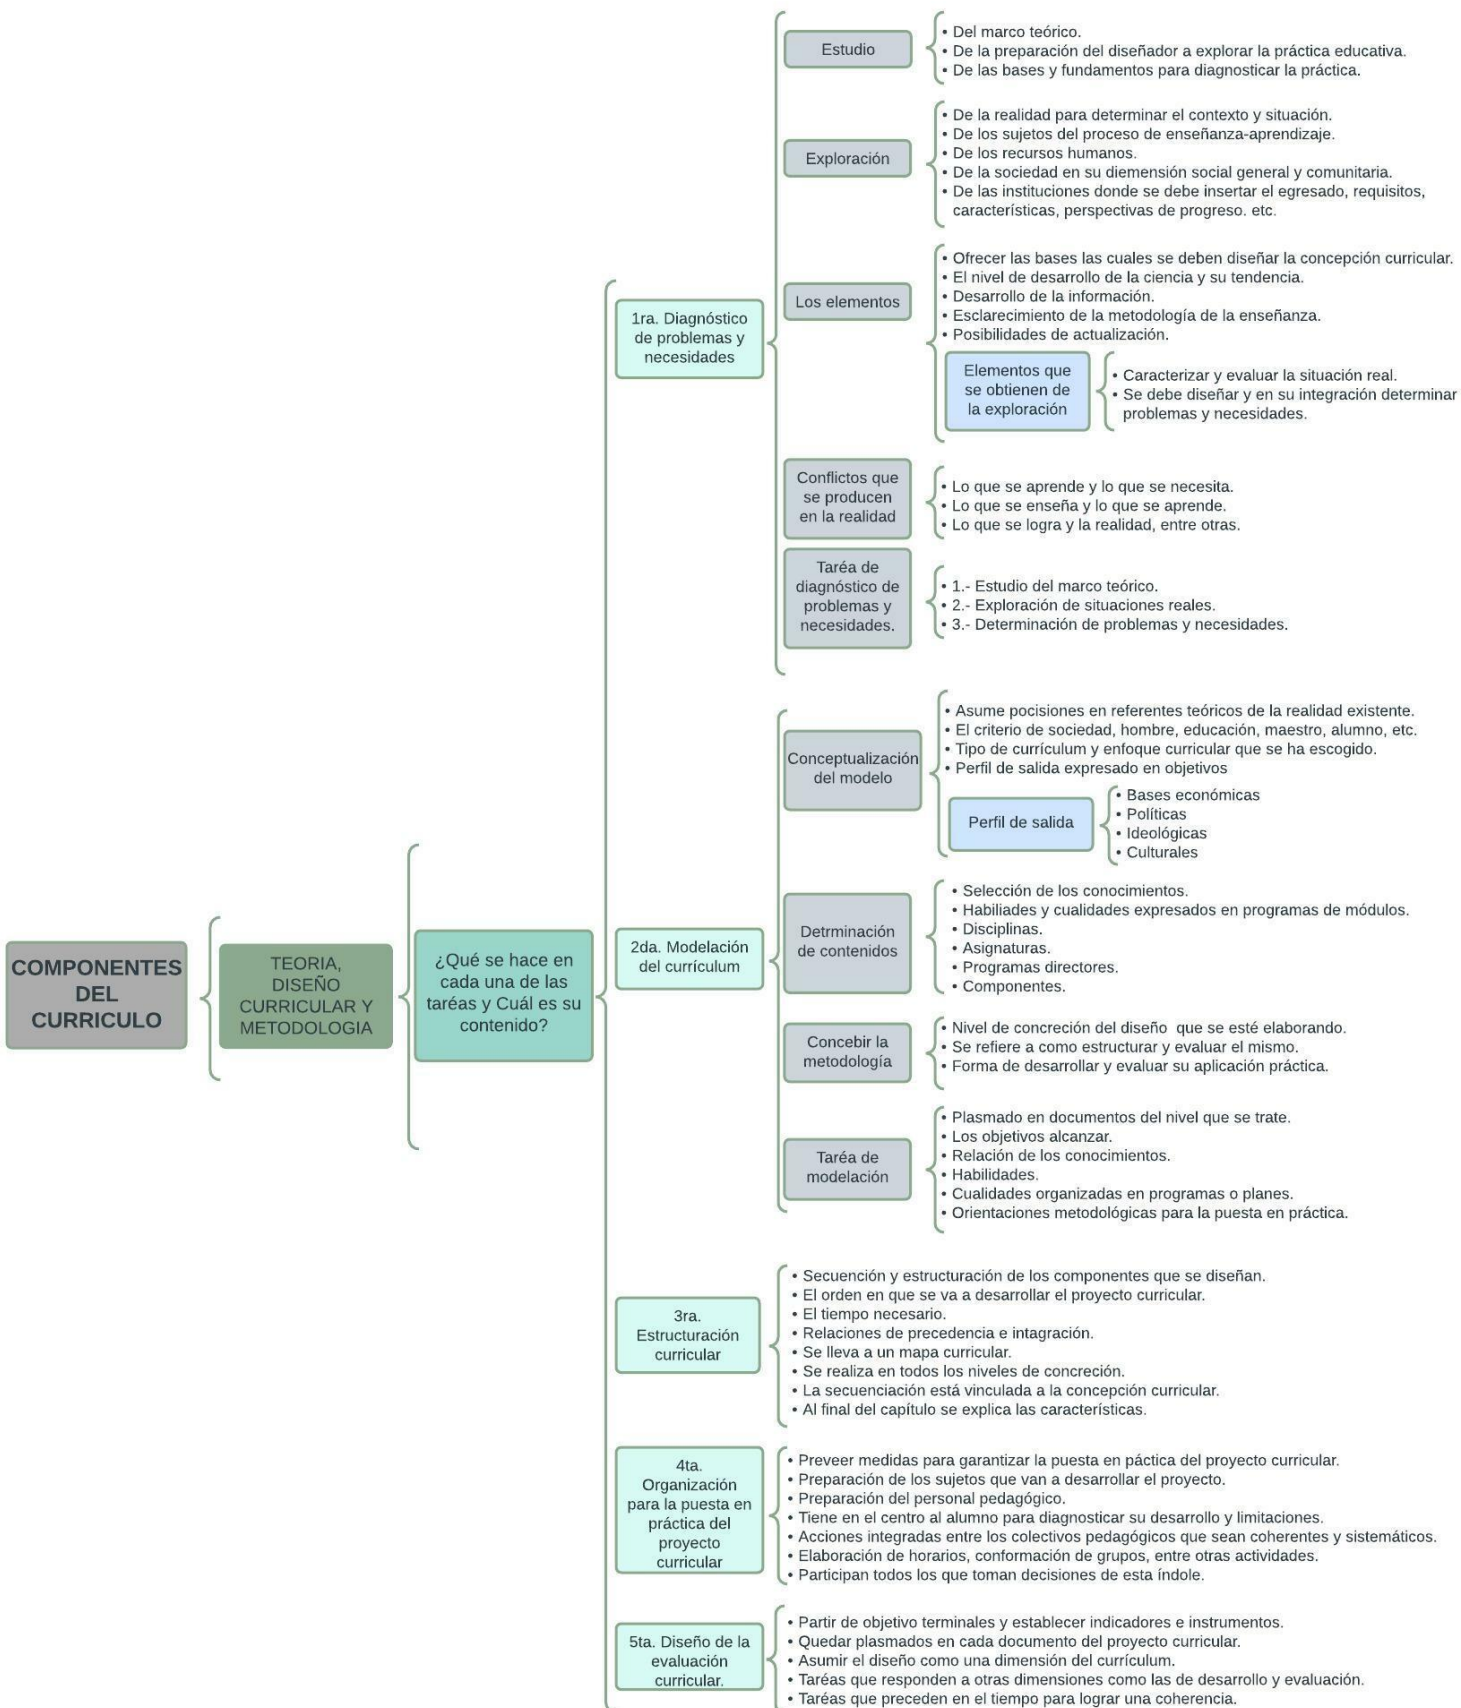 COMPONENTES
DEL
CURRICULO
TEORIA,
DISEÑO
CURRICULAR Y
METODOLOGIA
¿Qué se hace en
cada una de las
taréas y Cuál es su
contenido?
1ra. Diagnóstico
de problemas y
necesidades
Estudio
• Del marco teórico.
• De la preparación del diseñador a explorar la práctica educativa.
• De las bases y fundamentos para diagnosticar la práctica.
Exploración
• De la realidad para determinar el contexto y situación.
• De los sujetos del proceso de enseñanza-aprendizaje.
• De los recursos humanos.
• De la sociedad en su diemensión social general y comunitaria.
• De las instituciones donde se debe insertar el egresado, requisitos,
características, perspectivas de progreso. etc.
Los elementos
• Ofrecer las bases las cuales se deben diseñar la concepción curricular.
• El nivel de desarrollo de la ciencia y su tendencia.
• Desarrollo de la información.
• Esclarecimiento de la metodología de la enseñanza.
• Posibilidades de actualización.
Elementos que
se obtienen de
la exploración
• Caracterizar y evaluar la situación real.
• Se debe diseñar y en su integración determinar
problemas y necesidades.
Conflictos que
se producen
en la realidad
• Lo que se aprende y lo que se necesita.
• Lo que se enseña y lo que se aprende.
• Lo que se logra y la realidad, entre otras.
Taréa de
diagnóstico de
problemas y
necesidades.
• 1.- Estudio del marco teórico.
• 2.- Exploración de situaciones reales.
• 3.- Determinación de problemas y necesidades.
2da. Modelación
del currículum
Conceptualización
del modelo
• Asume pocisiones en referentes teóricos de la realidad existente.
• El criterio de sociedad, hombre, educación, maestro, alumno, etc.
• Tipo de currículum y enfoque curricular que se ha escogido.
• Perfil de salida expresado en objetivos
Perfil de salida
• Bases económicas
• Políticas
• Ideológicas
• Culturales
Detrminación
de contenidos
• Selección de los conocimientos.
• Habiliades y cualidades expresados en programas de módulos.
• Disciplinas.
• Asignaturas.
• Programas directores.
• Componentes.
Concebir la
metodología
• Nivel de concreción del diseño que se esté elaborando.
• Se refiere a como estructurar y evaluar el mismo.
• Forma de desarrollar y evaluar su aplicación práctica.
Taréa de
modelación
• Plasmado en documentos del nivel que se trate.
• Los objetivos alcanzar.
• Relación de los conocimientos.
• Habilidades.
• Cualidades organizadas en programas o planes.
• Orientaciones metodológicas para la puesta en práctica.
3ra.
Estructuración
curricular
• Secuención y estructuración de los componentes que se diseñan.
• El orden en que se va a desarrollar el proyecto curricular.
• El tiempo necesario.
• Relaciones de precedencia e intagración.
• Se lleva a un mapa curricular.
• Se realiza en todos los niveles de concreción.
• La secuenciación está vinculada a la concepción curricular.
• Al final del capítulo se explica las características.
4ta.
Organización
para la puesta en
práctica del
proyecto
curricular
• Preveer medidas para garantizar la puesta en páctica del proyecto curricular.
• Preparación de los sujetos que van a desarrollar el proyecto.
• Preparación del personal pedagógico.
• Tiene en el centro al alumno para diagnosticar su desarrollo y limitaciones.
• Acciones integradas entre los colectivos pedagógicos que sean coherentes y sistemáticos.
• Elaboración de horarios, conformación de grupos, entre otras actividades.
• Participan todos los que toman decisiones de esta índole.
5ta. Diseño de la
evaluación
curricular.
• Partir de objetivo terminales y establecer indicadores e instrumentos.
• Quedar plasmados en cada documento del proyecto curricular.
• Asumir el diseño como una dimensión del currículum.
• Taréas que responden a otras dimensiones como las de desarrollo y evaluación.
• Taréas que preceden en el tiempo para lograr una coherencia.